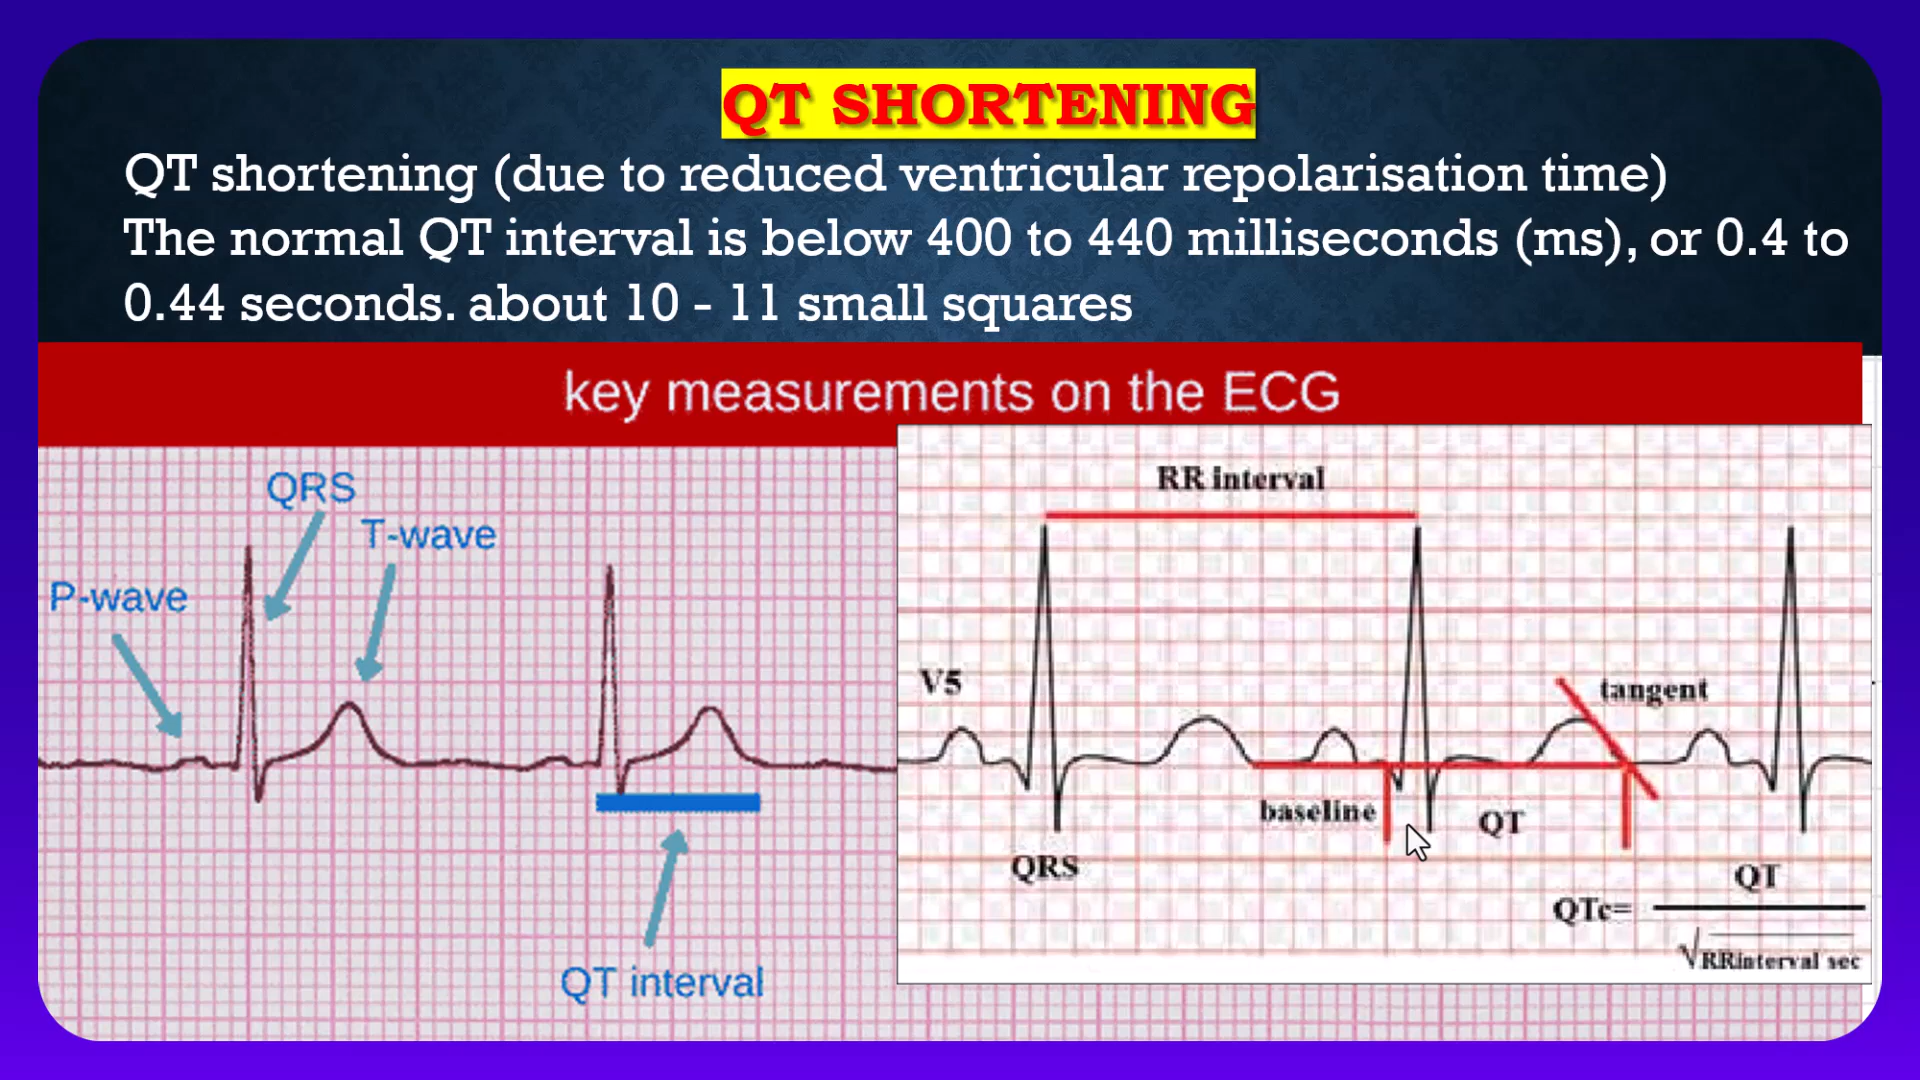 QT SHORTENING
QT shortening (due to reduced ventricular repolarisation time)
The normal QT interval is below 400 to 440 milliseconds (ms), or 0.4 to
0.44 seconds. about 10 - 11 small squares
key measurements on the ECG
QRS
T-wave
P-wave
QT interval
RR interval
V5
tangent
baseline
QT
QRS
QT
QTc=
√RRinterval sec